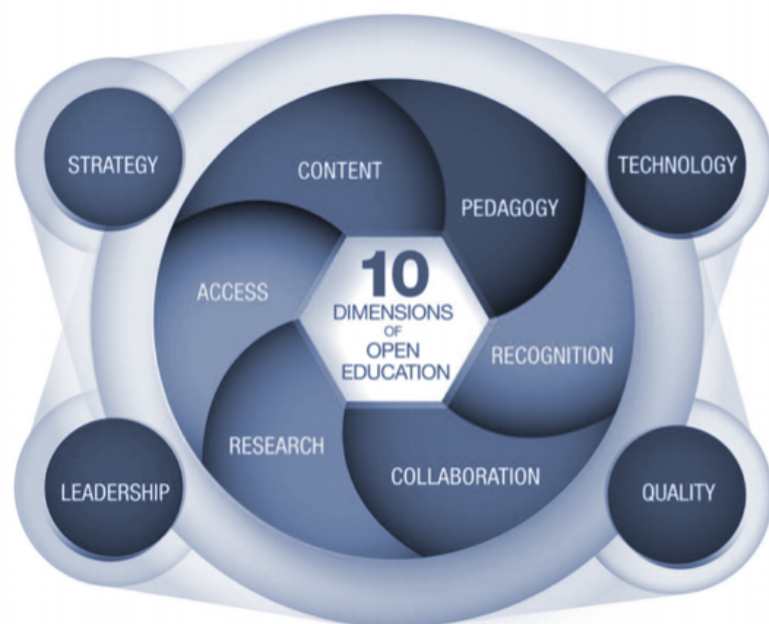 STRATEGY
TECHNOLOGY
CONTENT
PEDAGOGY
ACCESS
10
DIMENSIONS
OF
OPEN
EDUCATION
RECOGNITION
RESEARCH
COLLABORATION
LEADERSHIP
QUALITY